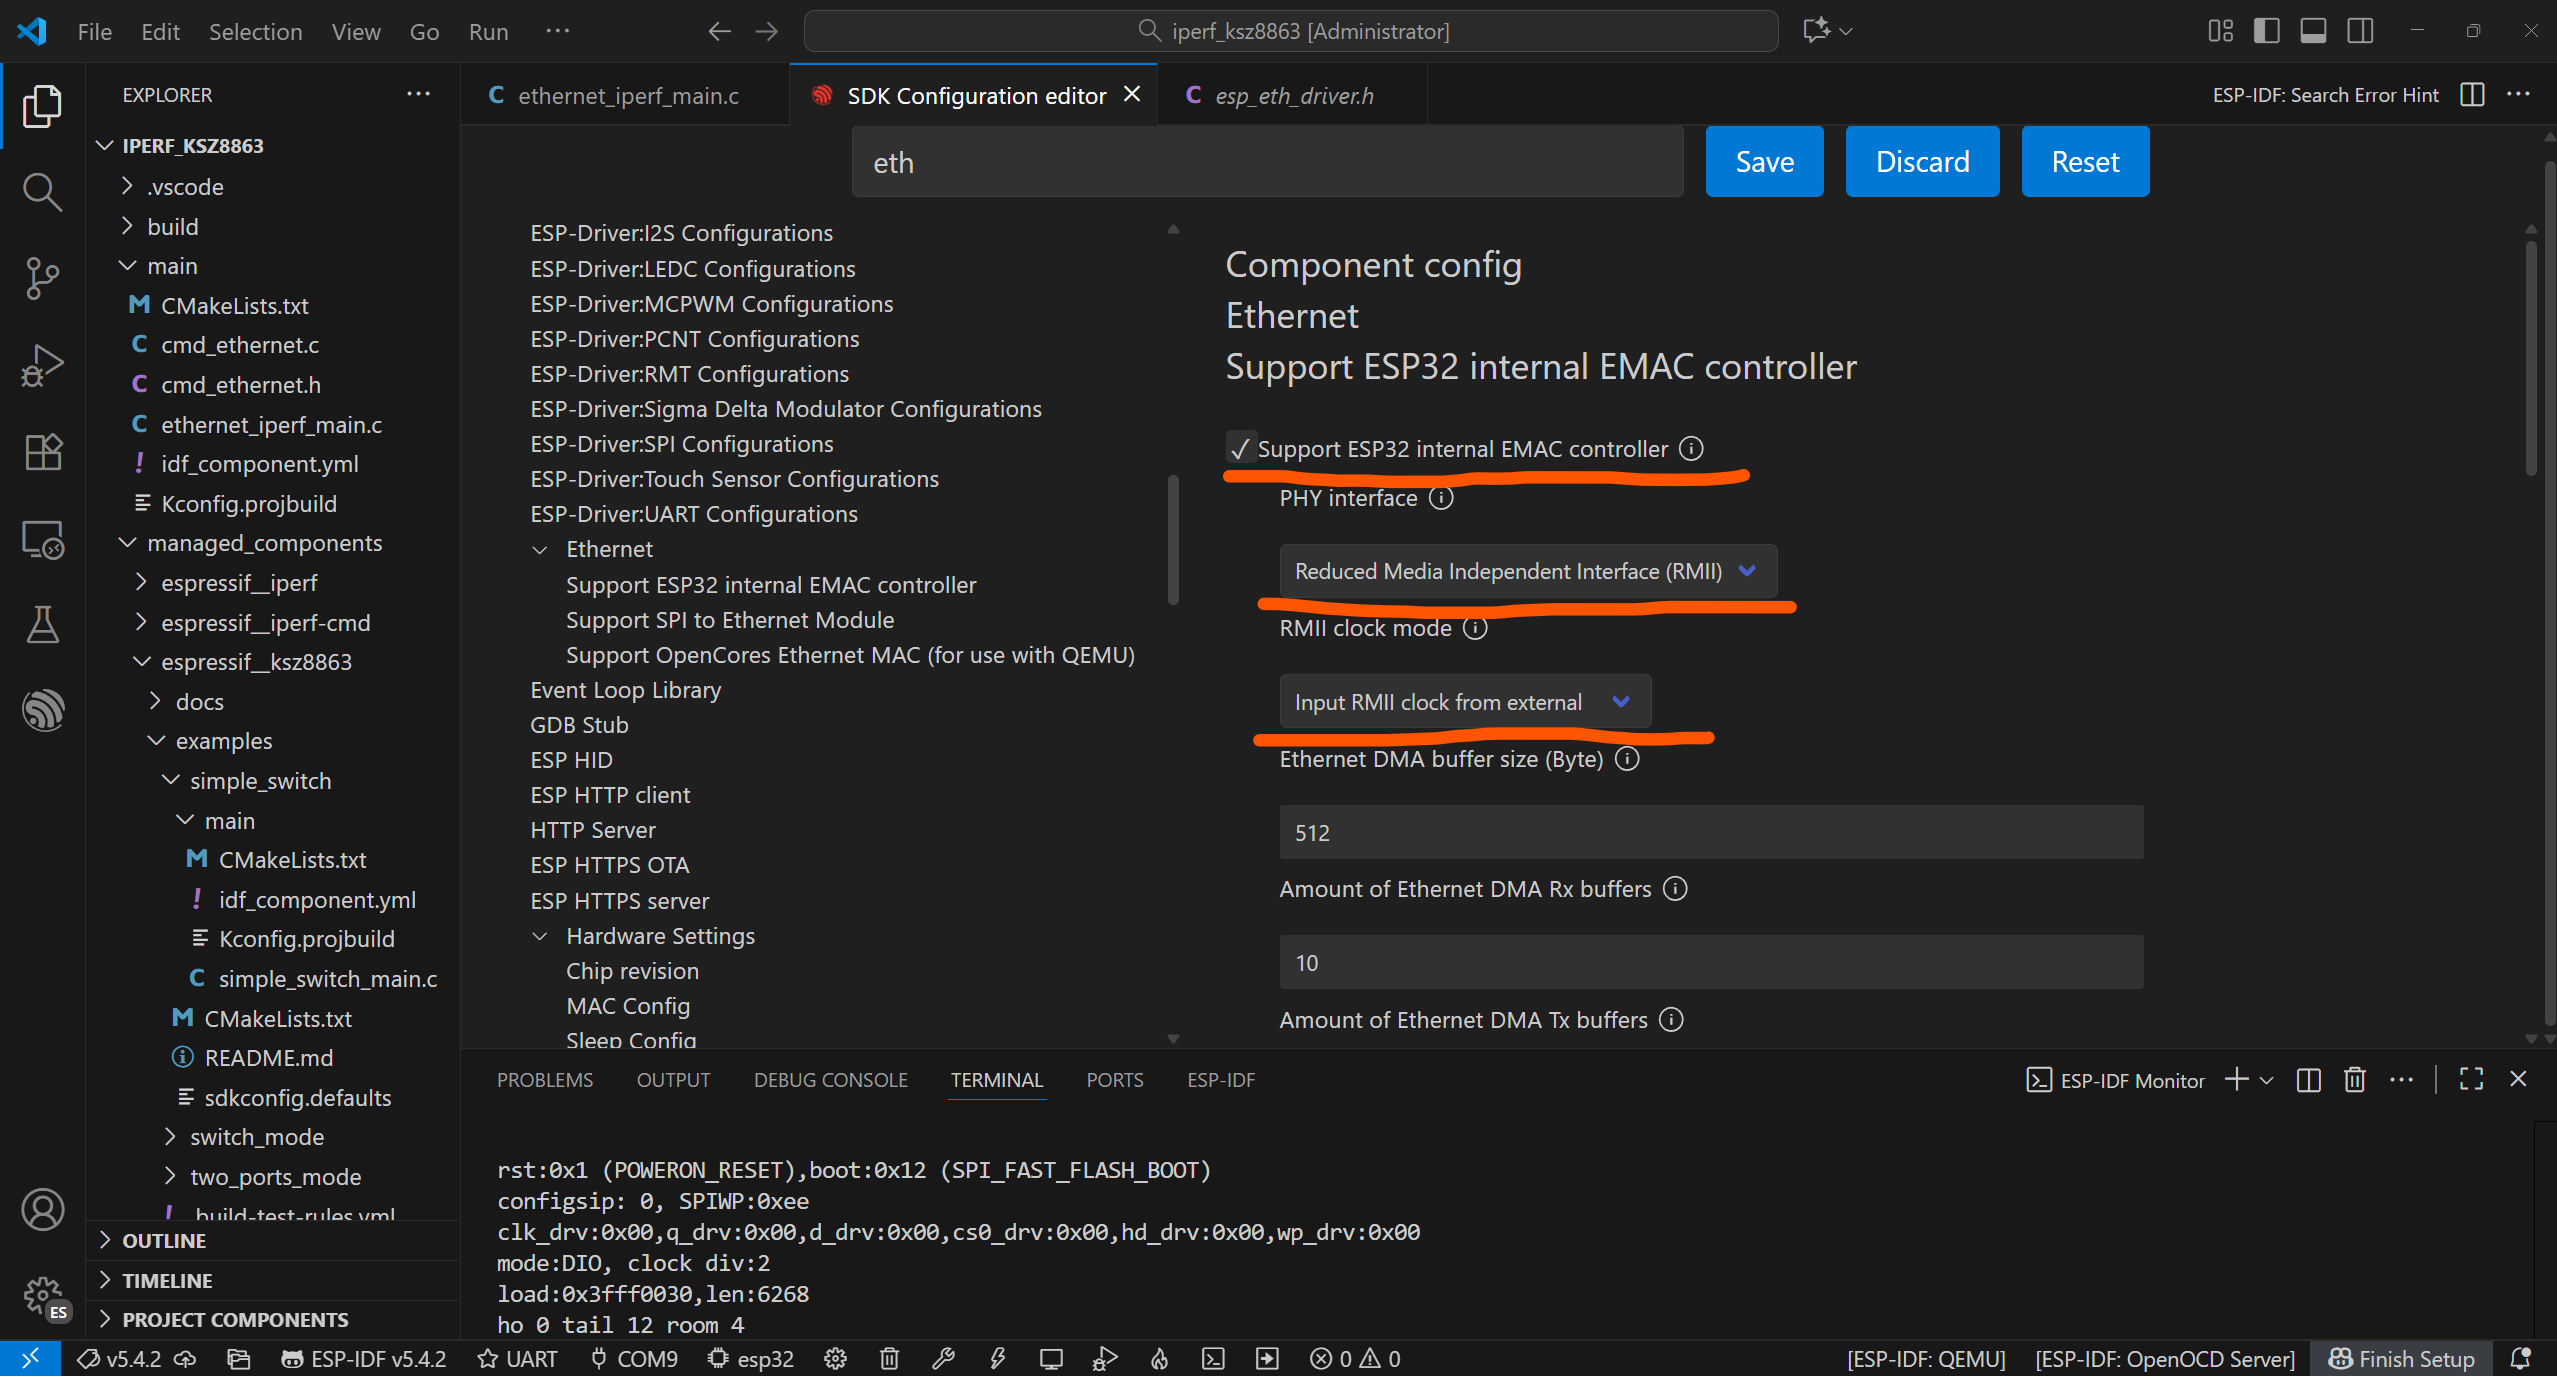 File Edit Selection View Go Run ···
iperf_ksz8863 [Administrator]
EXPLORER
IPERF_KSZ8863
.vscode
build
main
CMakeLists.txt
cmd_ethernet.c
cmd_ethernet.h
ethernet_iperf_main.c
idf_component.yml
Kconfig.projbuild
managed_components
espressif__iperf
espressif__iperf-cmd
espressif__ksz8863
docs
examples
simple_switch
main
CMakeLists.txt
idf_component.yml
Kconfig.projbuild
simple_switch_main.c
CMakeLists.txt
README.md
sdkconfig.defaults
switch_mode
two_ports_mode
.build-test-rules.yml
OUTLINE
TIMELINE
PROJECT COMPONENTS
ethernet_iperf_main.c
SDK Configuration editor
esp_eth_driver.h
ESP-IDF: Search Error Hint
eth
Save
Discard
Reset
ESP-Driver:I2S Configurations
ESP-Driver:LEDC Configurations
ESP-Driver:MCPWM Configurations
ESP-Driver:PCNT Configurations
ESP-Driver:RMT Configurations
ESP-Driver:Sigma Delta Modulator Configurations
ESP-Driver:SPI Configurations
ESP-Driver:Touch Sensor Configurations
ESP-Driver:UART Configurations
Ethernet
Support ESP32 internal EMAC controller
Support SPI to Ethernet Module
Support OpenCores Ethernet MAC (for use with QEMU)
Event Loop Library
GDB Stub
ESP HID
ESP HTTP client
HTTP Server
ESP HTTPS OTA
ESP HTTPS server
Hardware Settings
Chip revision
MAC Config
Sleep Config
Component config
Ethernet
Support ESP32 internal EMAC controller
Support ESP32 internal EMAC controller
PHY interface
Reduced Media Independent Interface (RMII)
RMII clock mode
Input RMII clock from external
Ethernet DMA buffer size (Byte)
512
Amount of Ethernet DMA Rx buffers
10
Amount of Ethernet DMA Tx buffers
PROBLEMS OUTPUT DEBUG CONSOLE TERMINAL PORTS ESP-IDF
ESP-IDF Monitor
rst:0x1 (POWERON_RESET),boot:0x12 (SPI_FAST_FLASH_BOOT)
configsip: 0, SPIWP:0xee
clk_drv:0x00,q_drv:0x00,d_drv:0x00,cs0_drv:0x00,hd_drv:0x00,wp_drv:0x00
mode:DIO, clock div:2
load:0x3fff0030,len:6268
ho 0 tail 12 room 4
ES
v5.4.2 ESP-IDF v5.4.2 UART COM9 esp32 0 0 [ESP-IDF: QEMU] [ESP-IDF: OpenOCD Server] Finish Setup